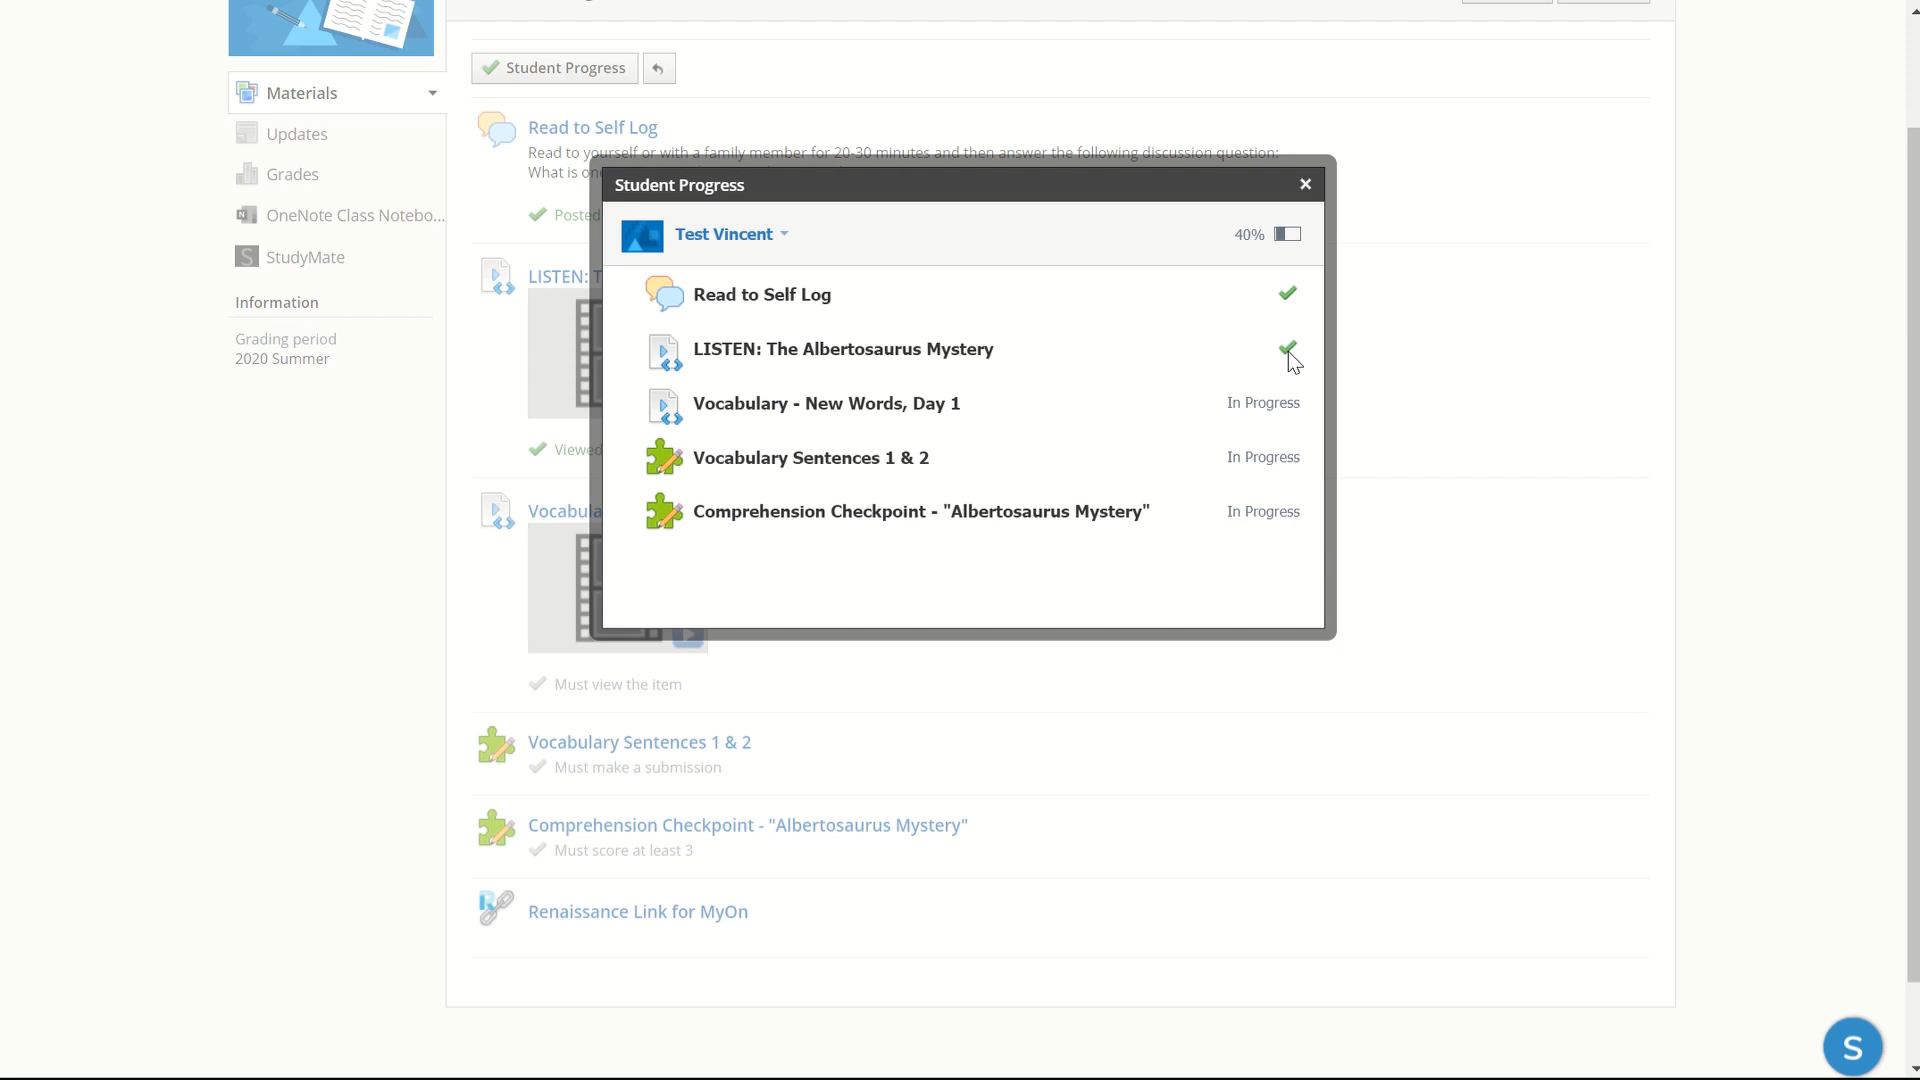 Student Progress
Materials
Updates
Grades
OneNote Class Notebo...
StudyMate
Information
Grading period
2020 Summer
Read to Self Log
Read to yourself or with a family member for 20-30 minutes and then answer the following discussion question:
What is
Posted
LISTEN:
Viewed
Student Progress
Test Vincent
40%
Read to Self Log
LISTEN: The Albertosaurus Mystery
Vocabulary - New Words, Day 1
In Progress
Vocabulary Sentences 1 & 2
In Progress
Comprehension Checkpoint - "Albertosaurus Mystery"
In Progress
Must view the item
Vocabulary Sentences 1 & 2
Must make a submission
Comprehension Checkpoint - "Albertosaurus Mystery"
Must score at least 3
Renaissance Link for MyOn
S